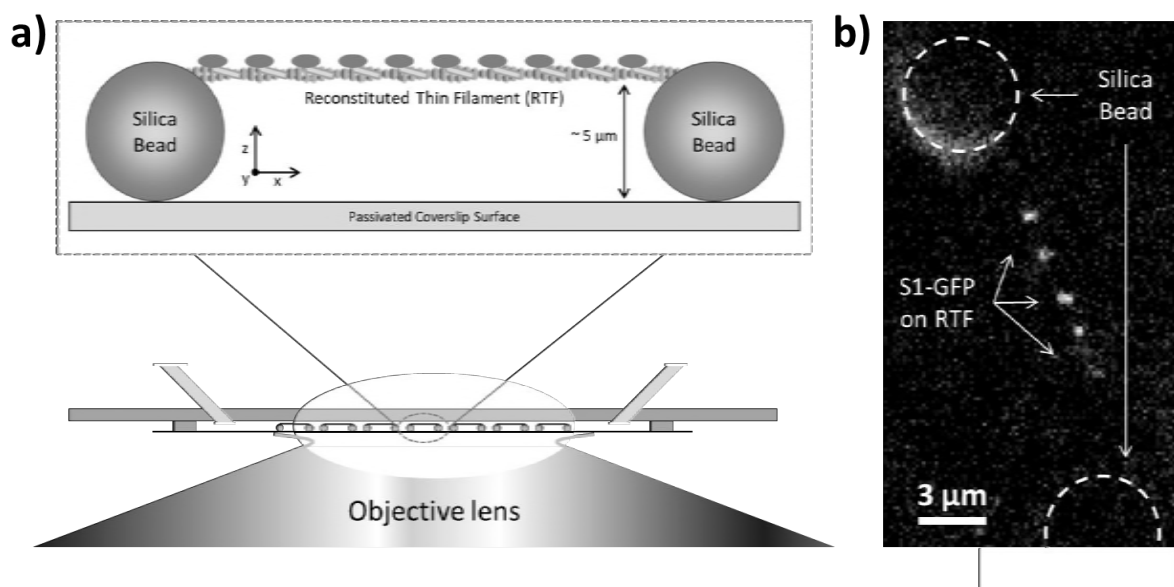 a)
Reconstituted Thin Filament (RTF)
Silica
Bead
Silica
Bead
~5 µm
z
y
x
Passivated Coverslip Surface
Objective lens
b)
Silica
Bead
S1-GFP
on RTF
3 µm